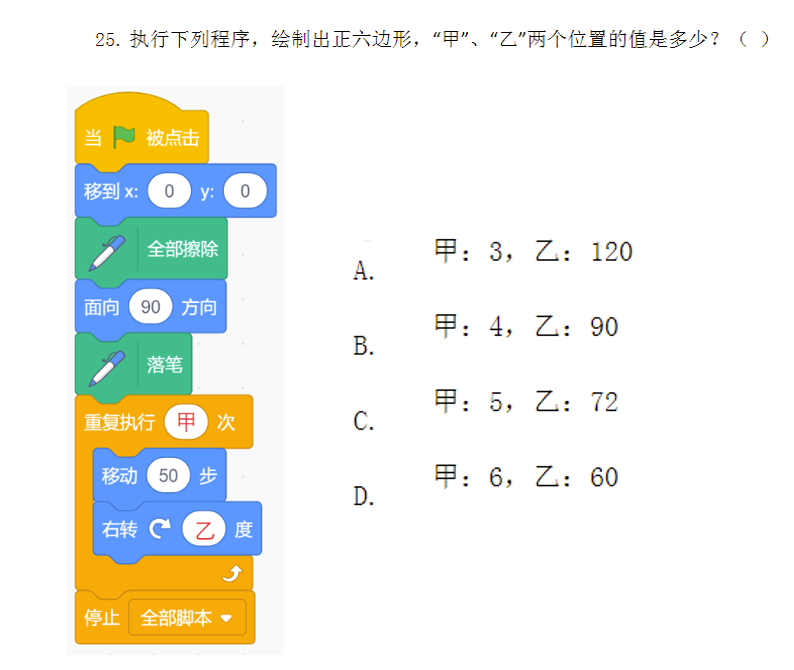 25. 执行下列程序，绘制出正六边形，“甲”、“乙”两个位置的值是多少？（ ）
当 被点击
移到 x: 0 y: 0
全部擦除
面向 90 方向
落笔
重复执行 甲 次
移动 50 步
右转 乙 度
停止 全部脚本
A. 甲：3，乙：120
B. 甲：4，乙：90
C. 甲：5，乙：72
D. 甲：6，乙：60